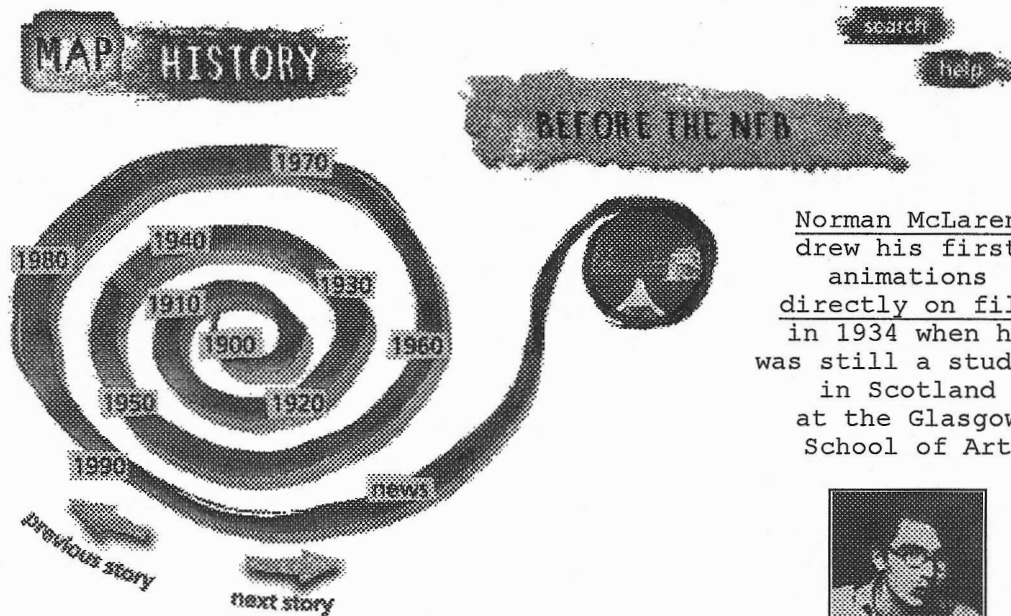 MAP HISTORY
search
help
BEFORE THE NFB
1970
1940
1980
1930
1910
1900
1960
1950
1920
1990
news
previous story
next story
Norman McLaren
drew his first
animations
directly on fil
in 1934 when h
was still a stud
in Scotland
at the Glasgow
School of Art